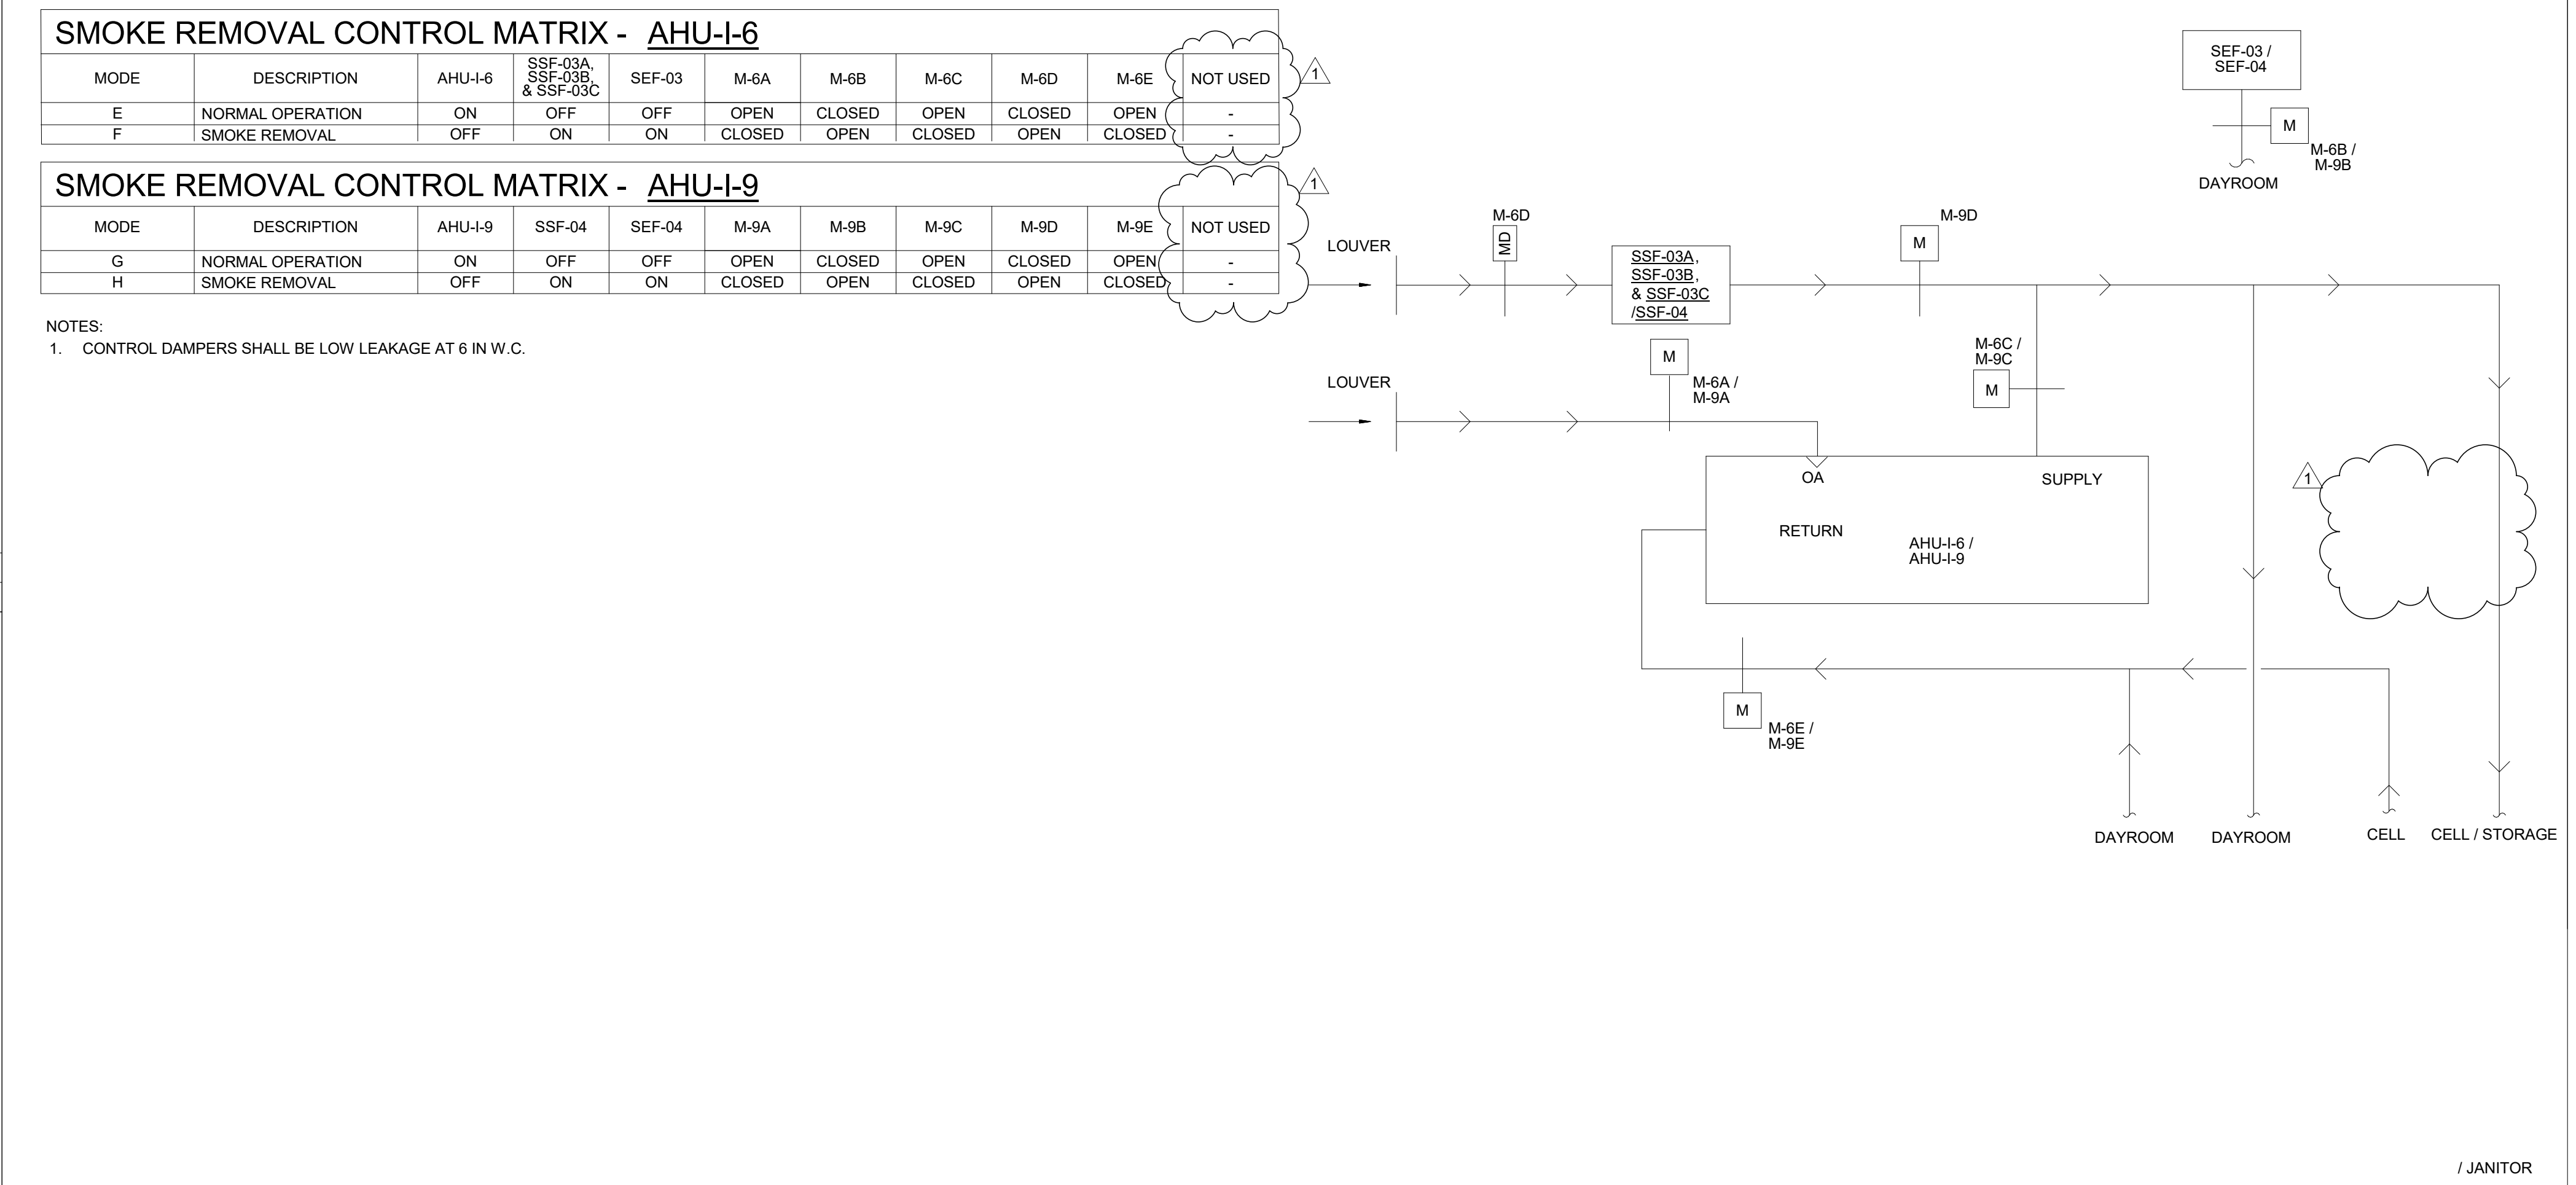 SMOKE REMOVAL CONTROL MATRIX - AHU-I-6
MODE DESCRIPTION AHU-I-6 SSF-03A, SSF-03B, & SSF-03C SEF-03 M-6A M-6B M-6C M-6D M-6E NOT USED
E NORMAL OPERATION ON OFF OFF OPEN CLOSED OPEN CLOSED OPEN -
F SMOKE REMOVAL OFF ON ON CLOSED OPEN CLOSED OPEN CLOSED -
1
SMOKE REMOVAL CONTROL MATRIX - AHU-I-9
MODE DESCRIPTION AHU-I-9 SSF-04 SEF-04 M-9A M-9B M-9C M-9D M-9E NOT USED
G NORMAL OPERATION ON OFF OFF OPEN CLOSED OPEN CLOSED OPEN -
H SMOKE REMOVAL OFF ON ON CLOSED OPEN CLOSED OPEN CLOSED -
1
NOTES:
1. CONTROL DAMPERS SHALL BE LOW LEAKAGE AT 6 IN W.C.
SEF-03 /
SEF-04
M
M-6B /
M-9B
DAYROOM
LOUVER
M-6D
MD
SSF-03A,
SSF-03B,
& SSF-03C
/SSF-04
M-9D
M
LOUVER
M
M-6A /
M-9A
M-6C /
M-9C
M
OA
SUPPLY
RETURN
AHU-I-6 /
AHU-I-9
1
M
M-6E /
M-9E
DAYROOM
DAYROOM
CELL
CELL / STORAGE
/ JANITOR